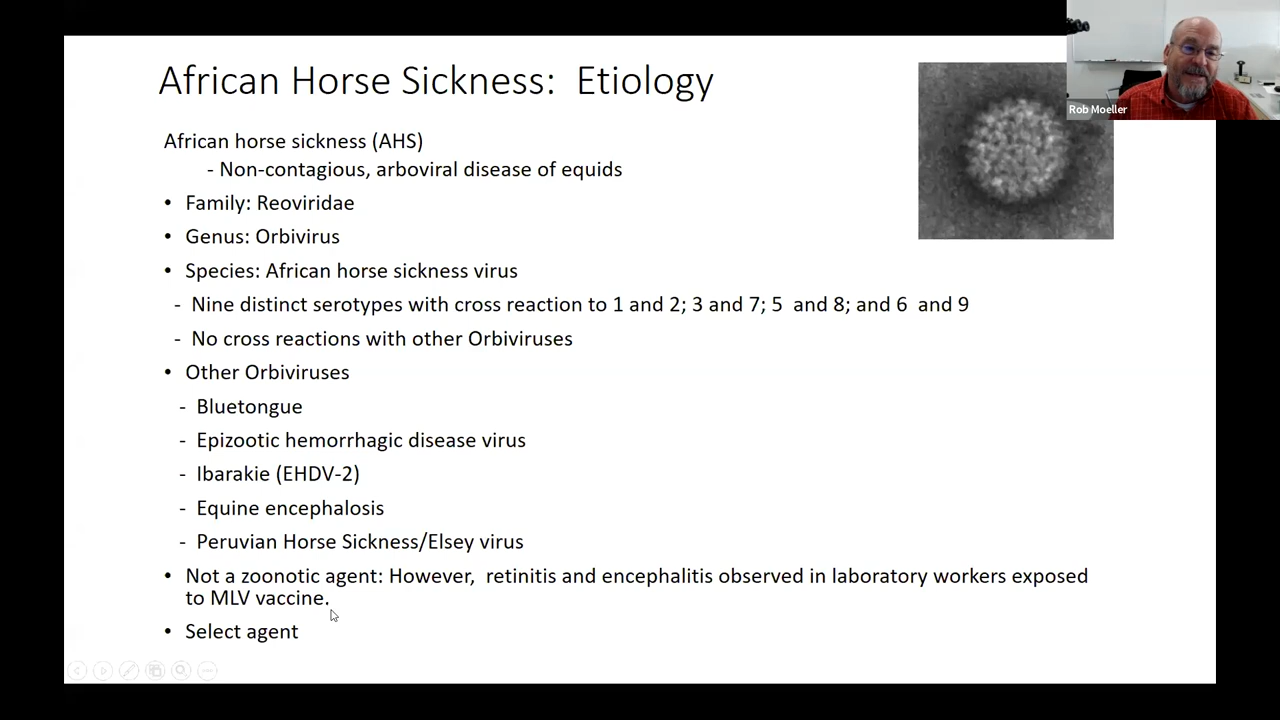 African Horse Sickness: Etiology
Rob Moeller
African horse sickness (AHS)
- Non-contagious, arboviral disease of equids
• Family: Reoviridae
• Genus: Orbivirus
• Species: African horse sickness virus
- Nine distinct serotypes with cross reaction to 1 and 2; 3 and 7; 5 and 8; and 6 and 9
- No cross reactions with other Orbiviruses
• Other Orbiviruses
- Bluetongue
- Epizootic hemorrhagic disease virus
- Ibarakie (EHDV-2)
- Equine encephalosis
- Peruvian Horse Sickness/Elsey virus
• Not a zoonotic agent: However, retinitis and encephalitis observed in laboratory workers exposed
to MLV vaccine.
• Select agent